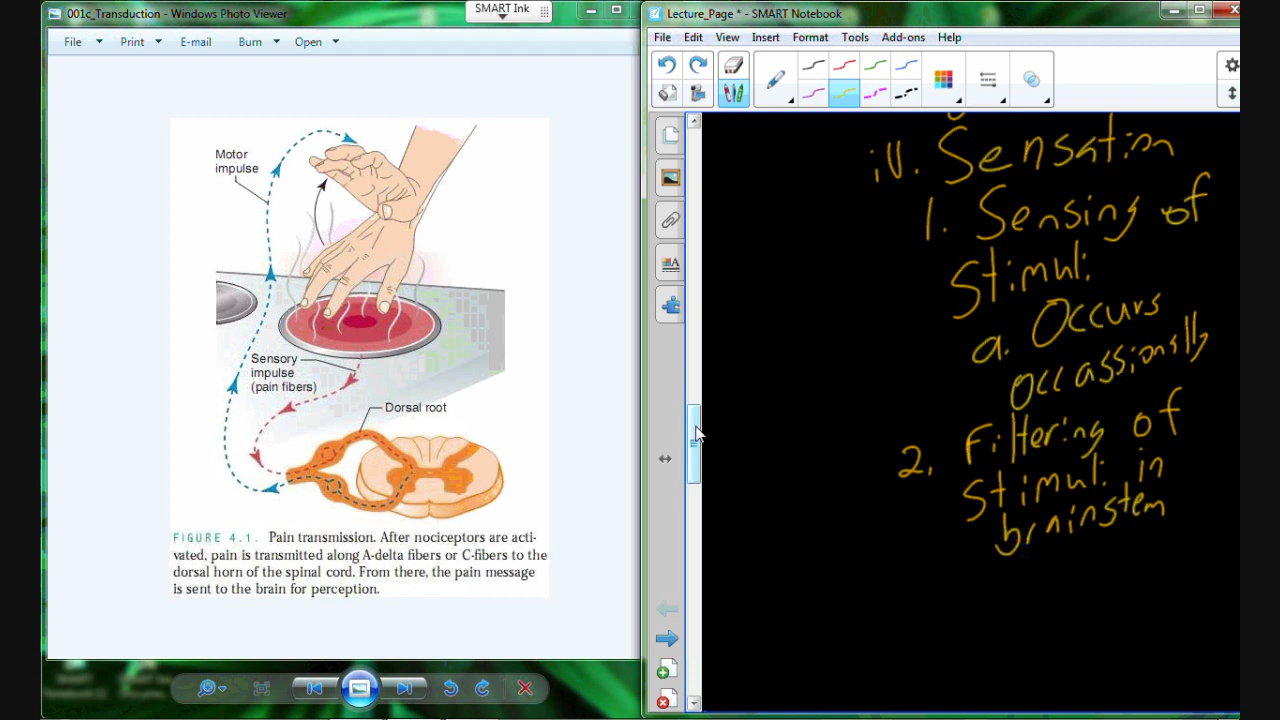 001c_Transduction - Windows Photo Viewer
SMART Ink
File Print E-mail Burn Open
Motor
impulse
Sensory
impulse
(pain fibers)
Dorsal root
FIGURE 4.1. Pain transmission. After nociceptors are acti-
vated, pain is transmitted along A-delta fibers or C-fibers to the
dorsal horn of the spinal cord. From there, the pain message
is sent to the brain for perception.
Lecture_Page * - SMART Notebook
File Edit View Insert Format Tools Add-ons Help
iii. Sensation
1. Sensing of
Stimuli
a. Occurs
occassionally
2. Filtering of
Stimuli in
brainstem